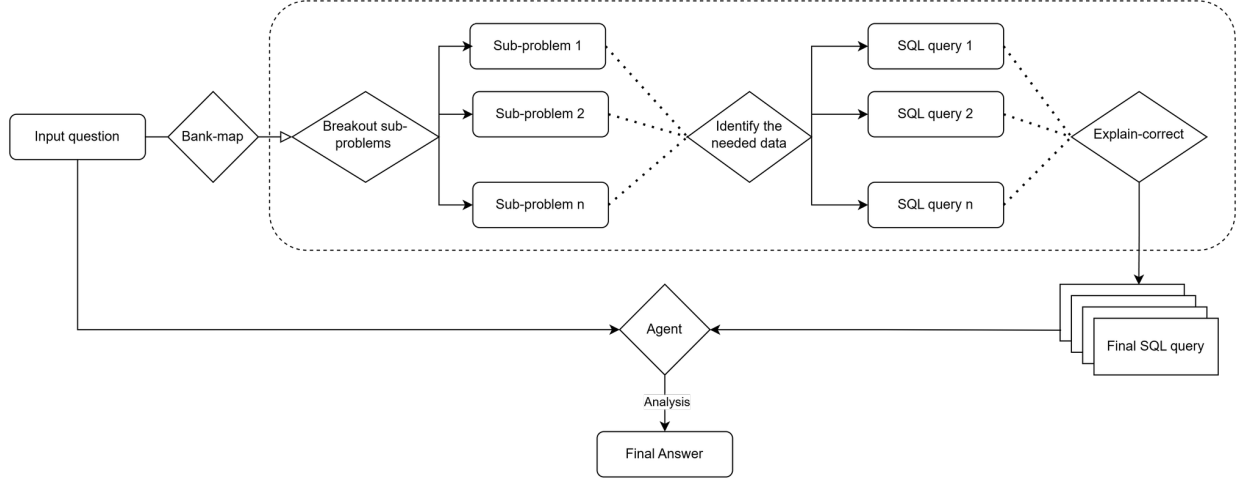 Input question
Bank-map
Breakout sub-
problems
Sub-problem 1
Sub-problem 2
Sub-problem n
Identify the
needed data
SQL query 1
SQL query 2
SQL query n
Explain-correct
Final SQL query
Agent
Analysis
Final Answer